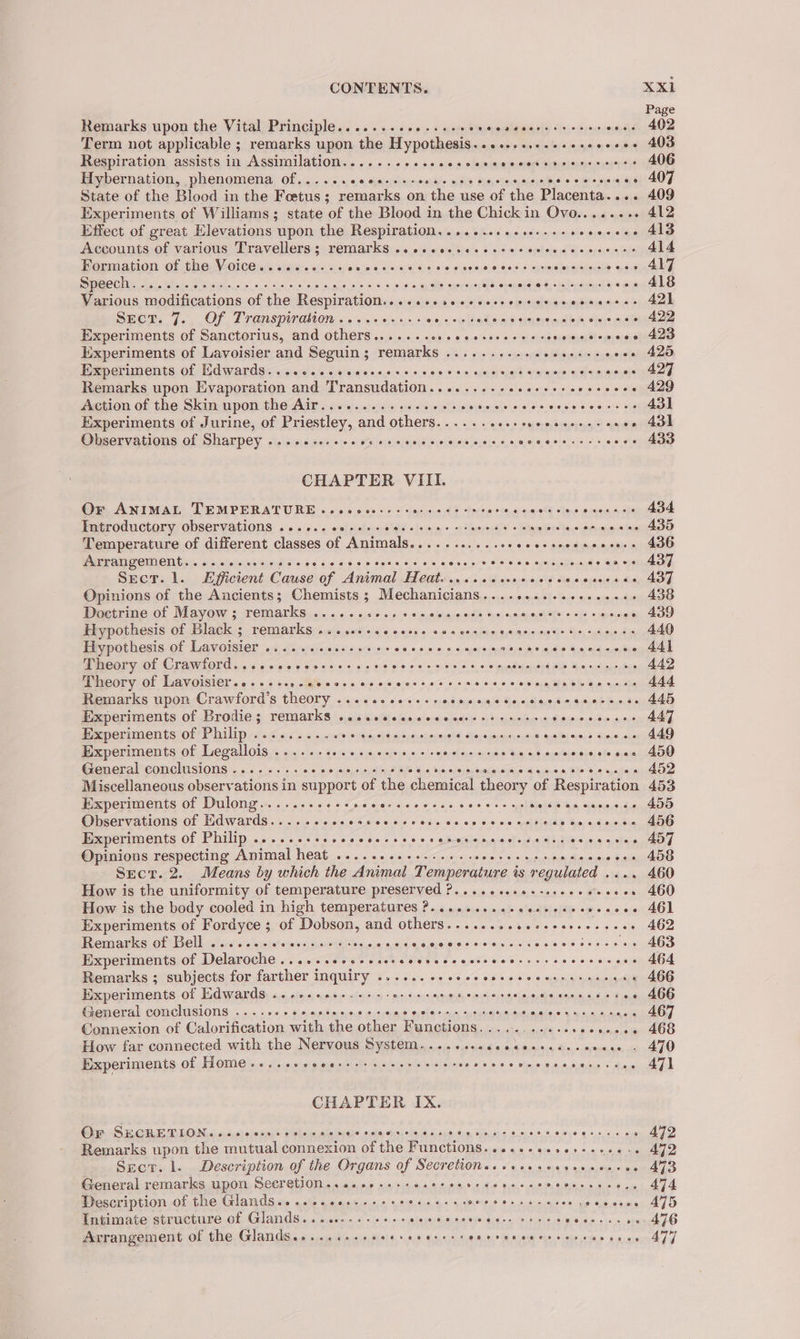 CONTENTS. xxi
Page
Remarks upon the Vital Principle.................... 402
Term not applicable; remarks upon the Hypothesis.................... 403
Respiration assists in Assimilation.................... 406
Hybernation, phenomena of.................... 407
State of the Blood in the Fœtus; remarks on the use of the Placenta.... 409
Experiments of Williams; state of the Blood in the Chick in Ovo........ 412
Effect of great Elevations upon the Respiration.................... 413
Accounts of various Travellers; remarks .................... 414
Formation of the Voice.................... 417
Speech.................... 418
Various modifications of the Respiration.................... 421
Sect. 7. Of Transpiration .................... 422
Experiments of Sanctorius, and others.................... 423
Experiments of Lavoisier and Seguin; remarks .................... 425
Experiments of Edwards.................... 427
Remarks upon Evaporation and Transudation.................... 429
Action of the Skin upon the Air.................... 431
Experiments of Jurine, of Priestley, and others.................... 431
Observations of Sharpey .................... 433
CHAPTER VIII.
Of Animal Temperature .................... 434
Introductory observations .................... 435
Temperature of different classes of Animals.................... 436
Arrangement.................... 437
Sect. 1. Efficient Cause of Animal Heat.................... 437
Opinions of the Ancients; Chemists; Mechanicians.................... 438
Doctrine of Mayow; remarks .................... 439
Hypothesis of Black; remarks .................... 440
Hypothesis of Lavoisier .................... 441
Theory of Crawford.................... 442
Theory of Lavoisier.................... 444
Remarks upon Crawford's theory .................... 445
Experiments of Brodie; remarks .................... 447
Experiments of Philip .................... 449
Experiments of Legallois .................... 450
General conclusions .................... 452
Miscellaneous observations in support of the chemical theory of Respiration 453
Experiments of Dulong.................... 455
Observations of Edwards.................... 456
Experiments of Philip .................... 457
Opinions respecting Animal heat .................... 458
Sect. 2. Means by which the Animal Temperature is regulated .... 460
How is the uniformity of temperature preserved ?.................... 460
How is the body cooled in high temperatures ?.................... 461
Experiments of Fordyce; of Dobson, and others.................... 462
Remarks of Bell .................... 463
Experiments of Delaroche .................... 464
Remarks; subjects for farther inquiry .................... 466
Experiments of Edwards .................... 466
General conclusions .................... 467
Connexion of Calorification with the other Functions.................... 468
How far connected with the Nervous System.................... 470
Experiments of Home .................... 471
CHAPTER IX.
Of Secretion.................... 472
Remarks upon the mutual connexion of the Functions.................... 472
Sect. 1. Description of the Organs of Secretion.................... 473
General remarks upon Secretion.................... 474
Description of the Glands.................... 475
Intimate structure of Glands.................... 476
Arrangement of the Glands.................... 477